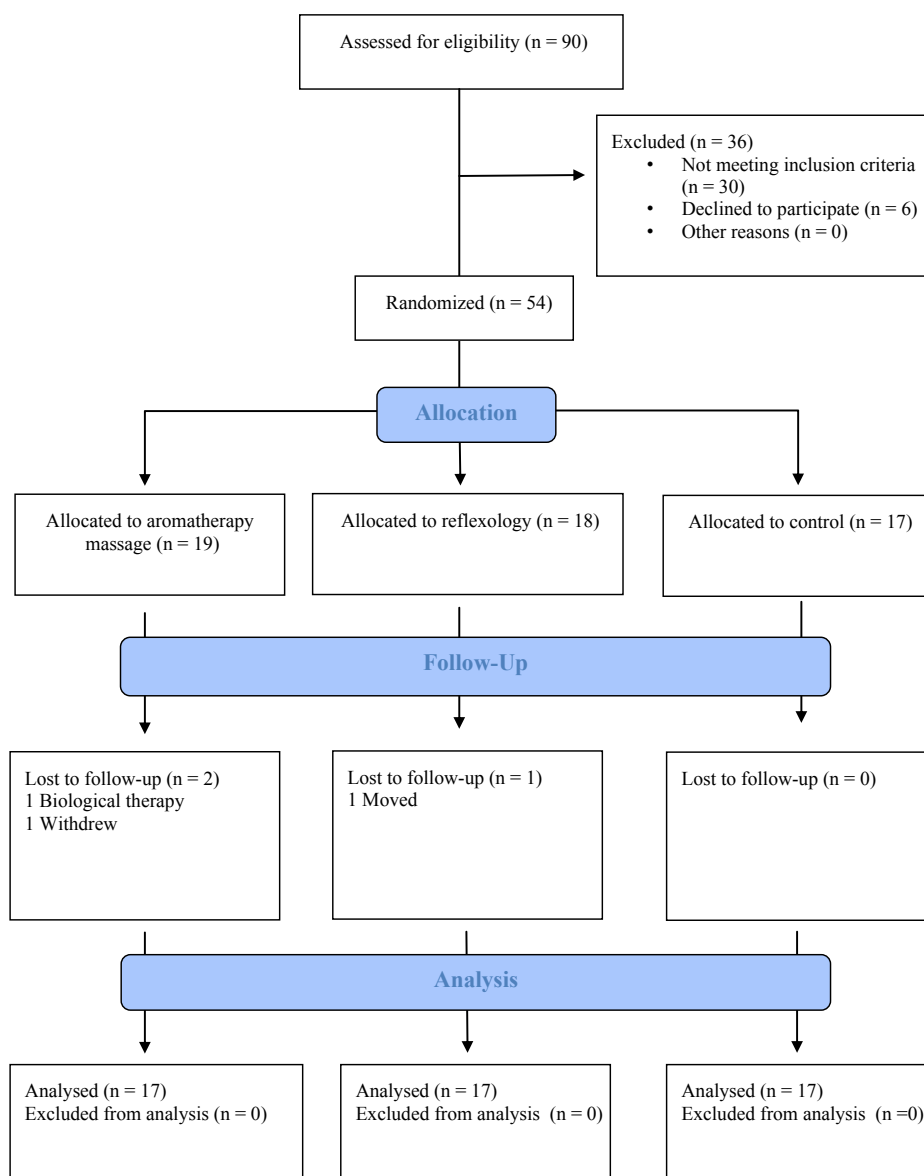 Assessed for eligibility (n = 90)
Excluded (n = 36)
• Not meeting inclusion criteria
(n = 30)
• Declined to participate (n = 6)
• Other reasons (n = 0)
Randomized (n = 54)
Allocation
Allocated to aromatherapy
massage (n = 19)
Allocated to reflexology (n = 18)
Allocated to control (n = 17)
Follow-Up
Lost to follow-up (n = 2)
1 Biological therapy
1 Withdrew
Lost to follow-up (n = 1)
1 Moved
Lost to follow-up (n = 0)
Analysis
Analysed (n = 17)
Excluded from analysis (n = 0)
Analysed (n = 17)
Excluded from analysis (n = 0)
Analysed (n = 17)
Excluded from analysis (n =0)